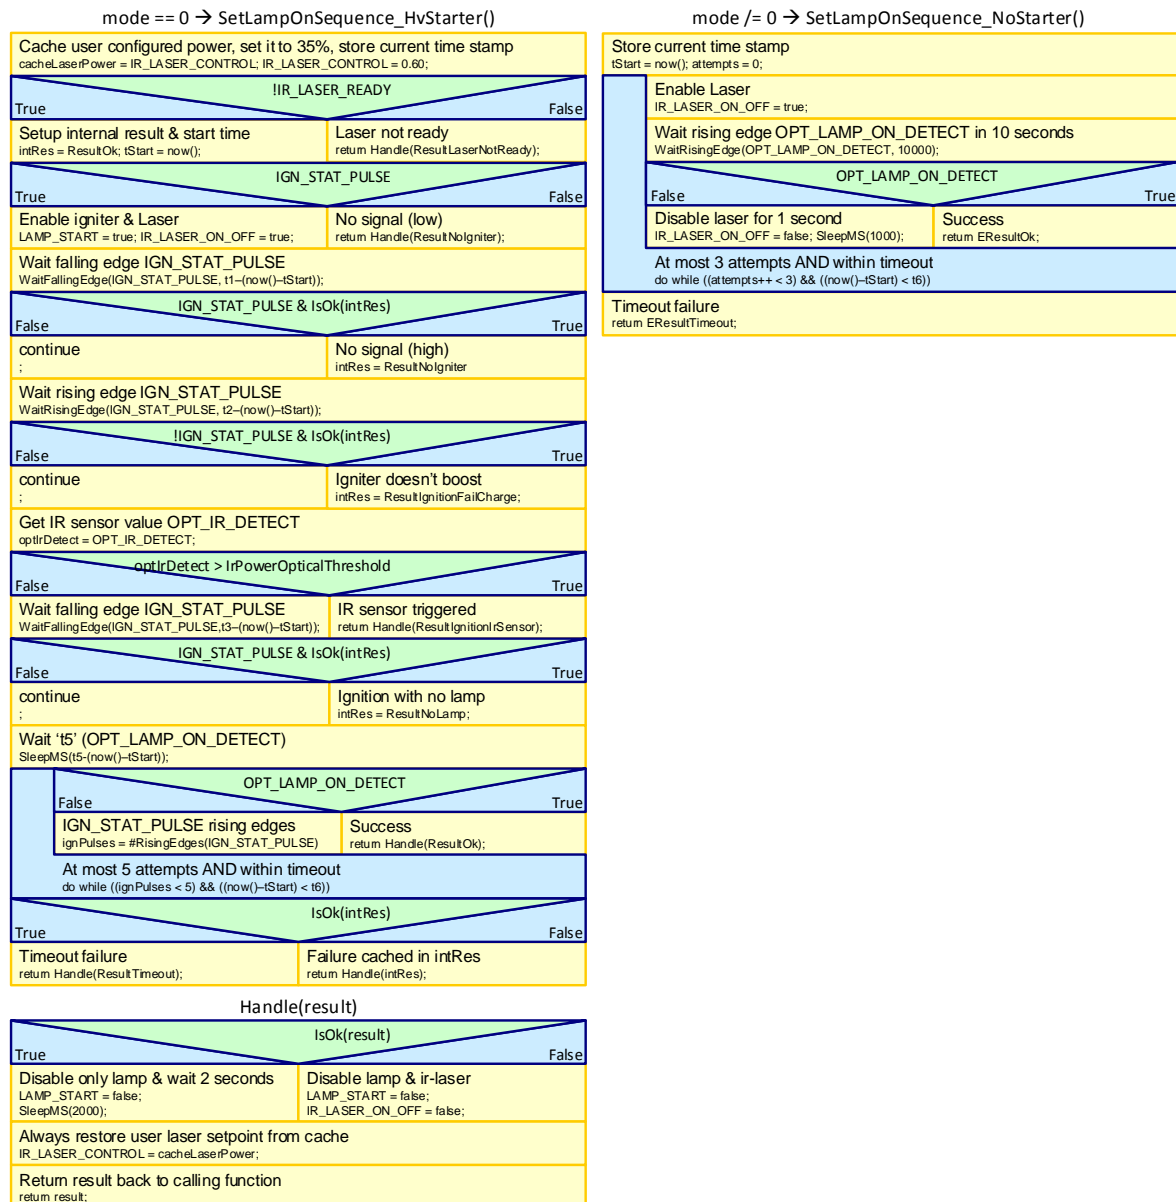 mode == 0 → SetLampOnSequence_HvStarter()
Cache user configured power, set it to 35%, store current time stamp
cacheLaserPower = IR_LASER_CONTROL; IR_LASER_CONTROL = 0.60;
!IR_LASER_READY
True
False
Setup internal result & start time
intRes = ResultOk; tStart = now();
Laser not ready
return Handle(ResultLaserNotReady);
IGN_STAT_PULSE
True
False
Enable igniter & Laser
LAMP_START = true; IR_LASER_ON_OFF = true;
No signal (low)
return Handle(ResultNoIgniter);
Wait falling edge IGN_STAT_PULSE
WaitFallingEdge(IGN_STAT_PULSE, t1–(now()–tStart));
IGN_STAT_PULSE & IsOk(intRes)
False
True
continue
;
No signal (high)
intRes = ResultNoIgniter
Wait rising edge IGN_STAT_PULSE
WaitRisingEdge(IGN_STAT_PULSE, t2–(now()–tStart));
!IGN_STAT_PULSE & IsOk(intRes)
False
True
continue
;
Igniter doesn't boost
intRes = ResultIgnitionFailCharge;
Get IR sensor value OPT_IR_DETECT
optIrDetect = OPT_IR_DETECT;
optIrDetect > IrPowerOpticalThreshold
False
True
Wait falling edge IGN_STAT_PULSE
WaitFallingEdge(IGN_STAT_PULSE,t3–(now()–tStart));
IR sensor triggered
return Handle(ResultIgnitionIrSensor);
IGN_STAT_PULSE & IsOk(intRes)
False
True
continue
;
Ignition with no lamp
intRes = ResultNoLamp;
Wait 't5' (OPT_LAMP_ON_DETECT)
SleepMS(t5-(now()–tStart));
OPT_LAMP_ON_DETECT
False
True
IGN_STAT_PULSE rising edges
ignPulses = #RisingEdges(IGN_STAT_PULSE)
Success
return Handle(ResultOk);
At most 5 attempts AND within timeout
do while ((ignPulses < 5) && ((now()–tStart) < t6))
IsOk(intRes)
True
False
Timeout failure
return Handle(ResultTimeout);
Failure cached in intRes
return Handle(intRes);
Handle(result)
IsOk(result)
True
False
Disable only lamp & wait 2 seconds
LAMP_START = false;
SleepMS(2000);
Disable lamp & ir-laser
LAMP_START = false;
IR_LASER_ON_OFF = false;
Always restore user laser setpoint from cache
IR_LASER_CONTROL = cacheLaserPower;
Return result back to calling function
return result;
mode /= 0 → SetLampOnSequence_NoStarter()
Store current time stamp
tStart = now(); attempts = 0;
Enable Laser
IR_LASER_ON_OFF = true;
Wait rising edge OPT_LAMP_ON_DETECT in 10 seconds
WaitRisingEdge(OPT_LAMP_ON_DETECT, 10000);
OPT_LAMP_ON_DETECT
False
True
Disable laser for 1 second
IR_LASER_ON_OFF = false; SleepMS(1000);
Success
return EResultOk;
At most 3 attempts AND within timeout
do while ((attempts++ < 3) && ((now()–tStart) < t6))
Timeout failure
return EResultTimeout;